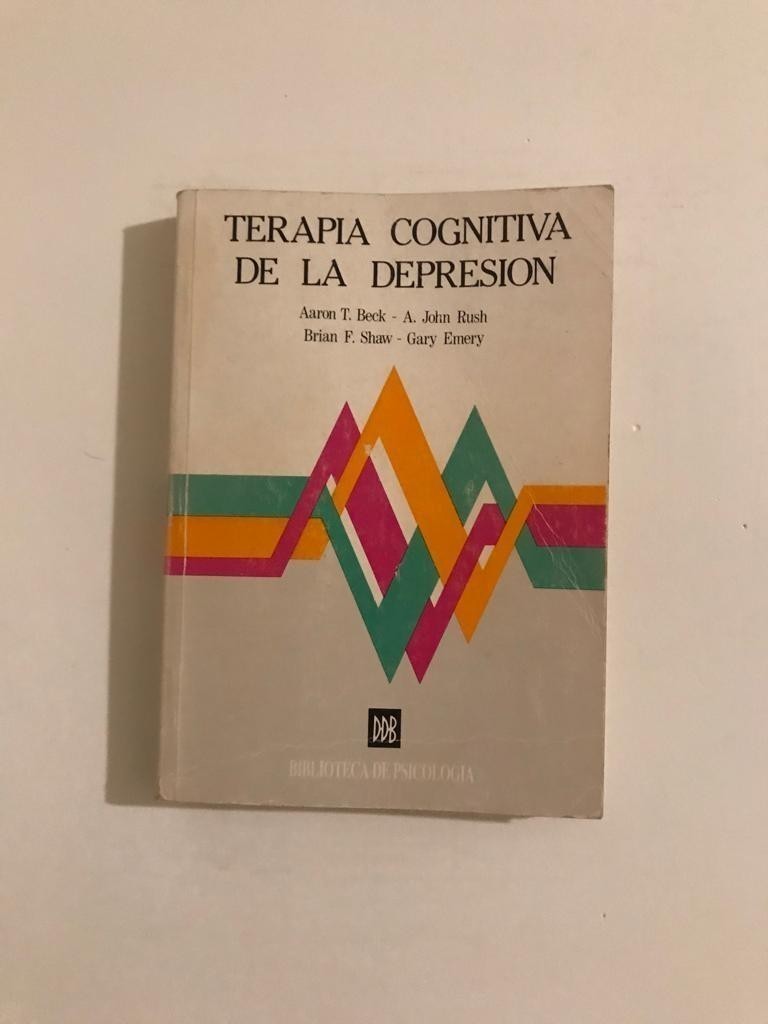 TERAPIA COGNITIVA
DE LA DEPRESION
Aaron T. Beck - A. John Rush
Brian F. Shaw - Gary Emery
DDB
BIBLIOTECA DE PSICOLOGIA